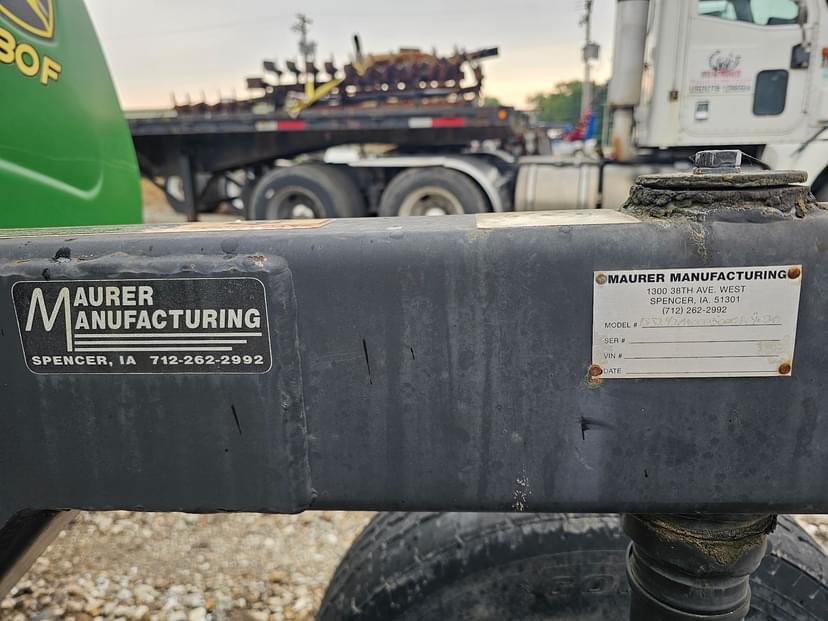 30F
MAURER
MANUFACTURING
SPENCER, IA 712-262-2992
MAURER MANUFACTURING
1300 38TH AVE. WEST
SPENCER, IA. 51301
(712) 262-2992
MODEL #
SER #
VIN #
DATE